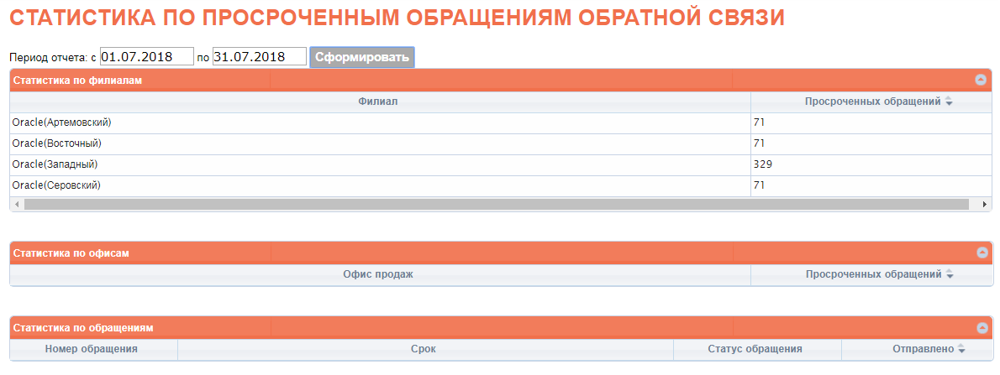 СТАТИСТИКА ПО ПРОСРОЧЕННЫМ ОБРАЩЕНИЯМ ОБРАТНОЙ СВЯЗИ
Период отчета: с 01.07.2018 по 31.07.2018 Сформировать
Статистика по филиалам
Филиал Просроченных обращений
Oracle(Артемовский) 71
Oracle(Восточный) 71
Oracle(Западный) 329
Oracle(Серовский) 71
Статистика по офисам
Офис продаж Просроченных обращений
Статистика по обращениям
Номер обращения Срок Статус обращения Отправлено